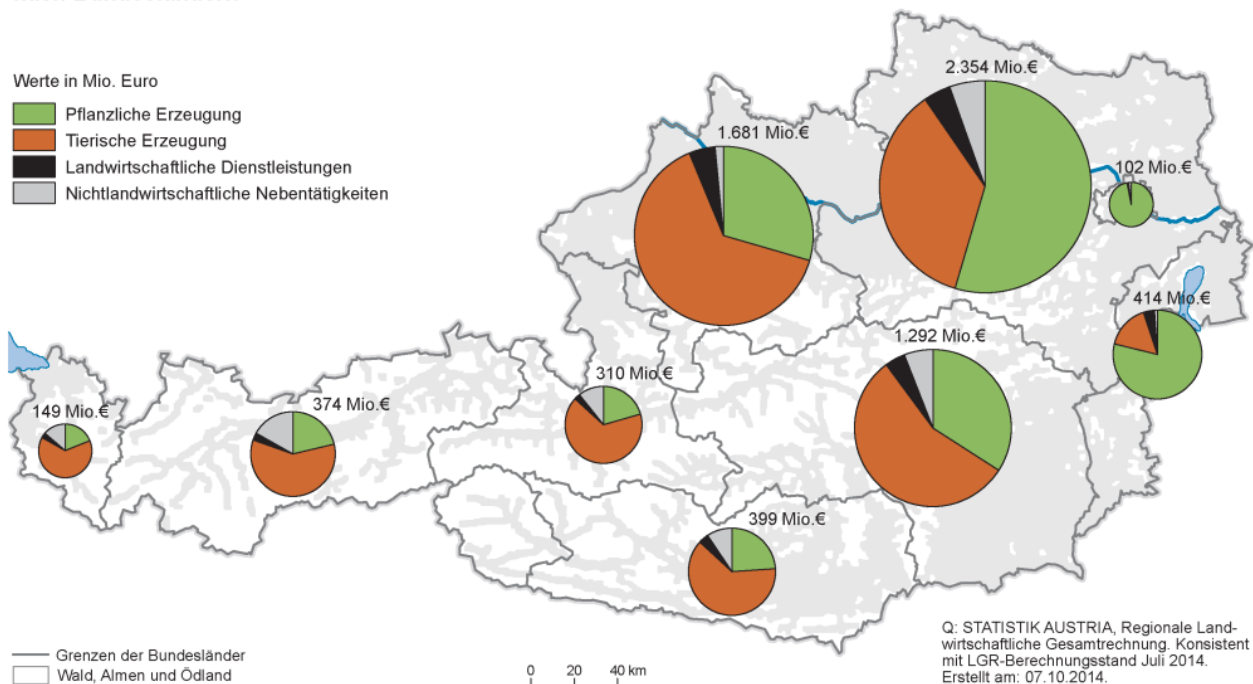 Werte in Mio. Euro
Pflanzliche Erzeugung
Tierische Erzeugung
Landwirtschaftliche Dienstleistungen
Nichtlandwirtschaftliche Nebentätigkeiten
2.354 Mio.€
1.681 Mio.€
102 Mio.€
414 Mio.€
1.292 Mio.€
310 Mio.€
374 Mio.€
149 Mio.€
399 Mio.€
Grenzen der Bundesländer
Wald, Almen und Ödland
0 20 40 km
Q: STATISTIK AUSTRIA, Regionale Land-
wirtschaftliche Gesamtrechnung. Konsistent
mit LGR-Berechnungsstand Juli 2014.
Erstellt am: 07.10.2014.